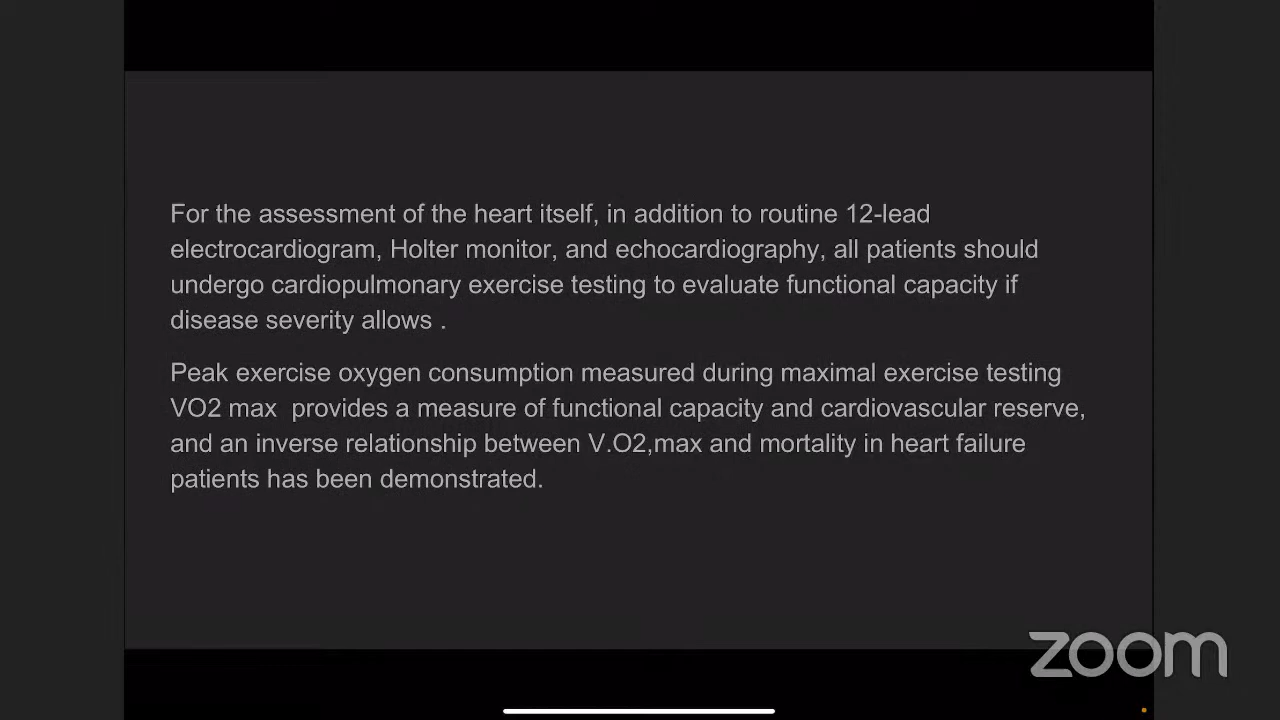 For the assessment of the heart itself, in addition to routine 12-lead
electrocardiogram, Holter monitor, and echocardiography, all patients should
undergo cardiopulmonary exercise testing to evaluate functional capacity if
disease severity allows .
Peak exercise oxygen consumption measured during maximal exercise testing
VO2 max  provides a measure of functional capacity and cardiovascular reserve,
and an inverse relationship between V.O2,max and mortality in heart failure
patients has been demonstrated.
zoom